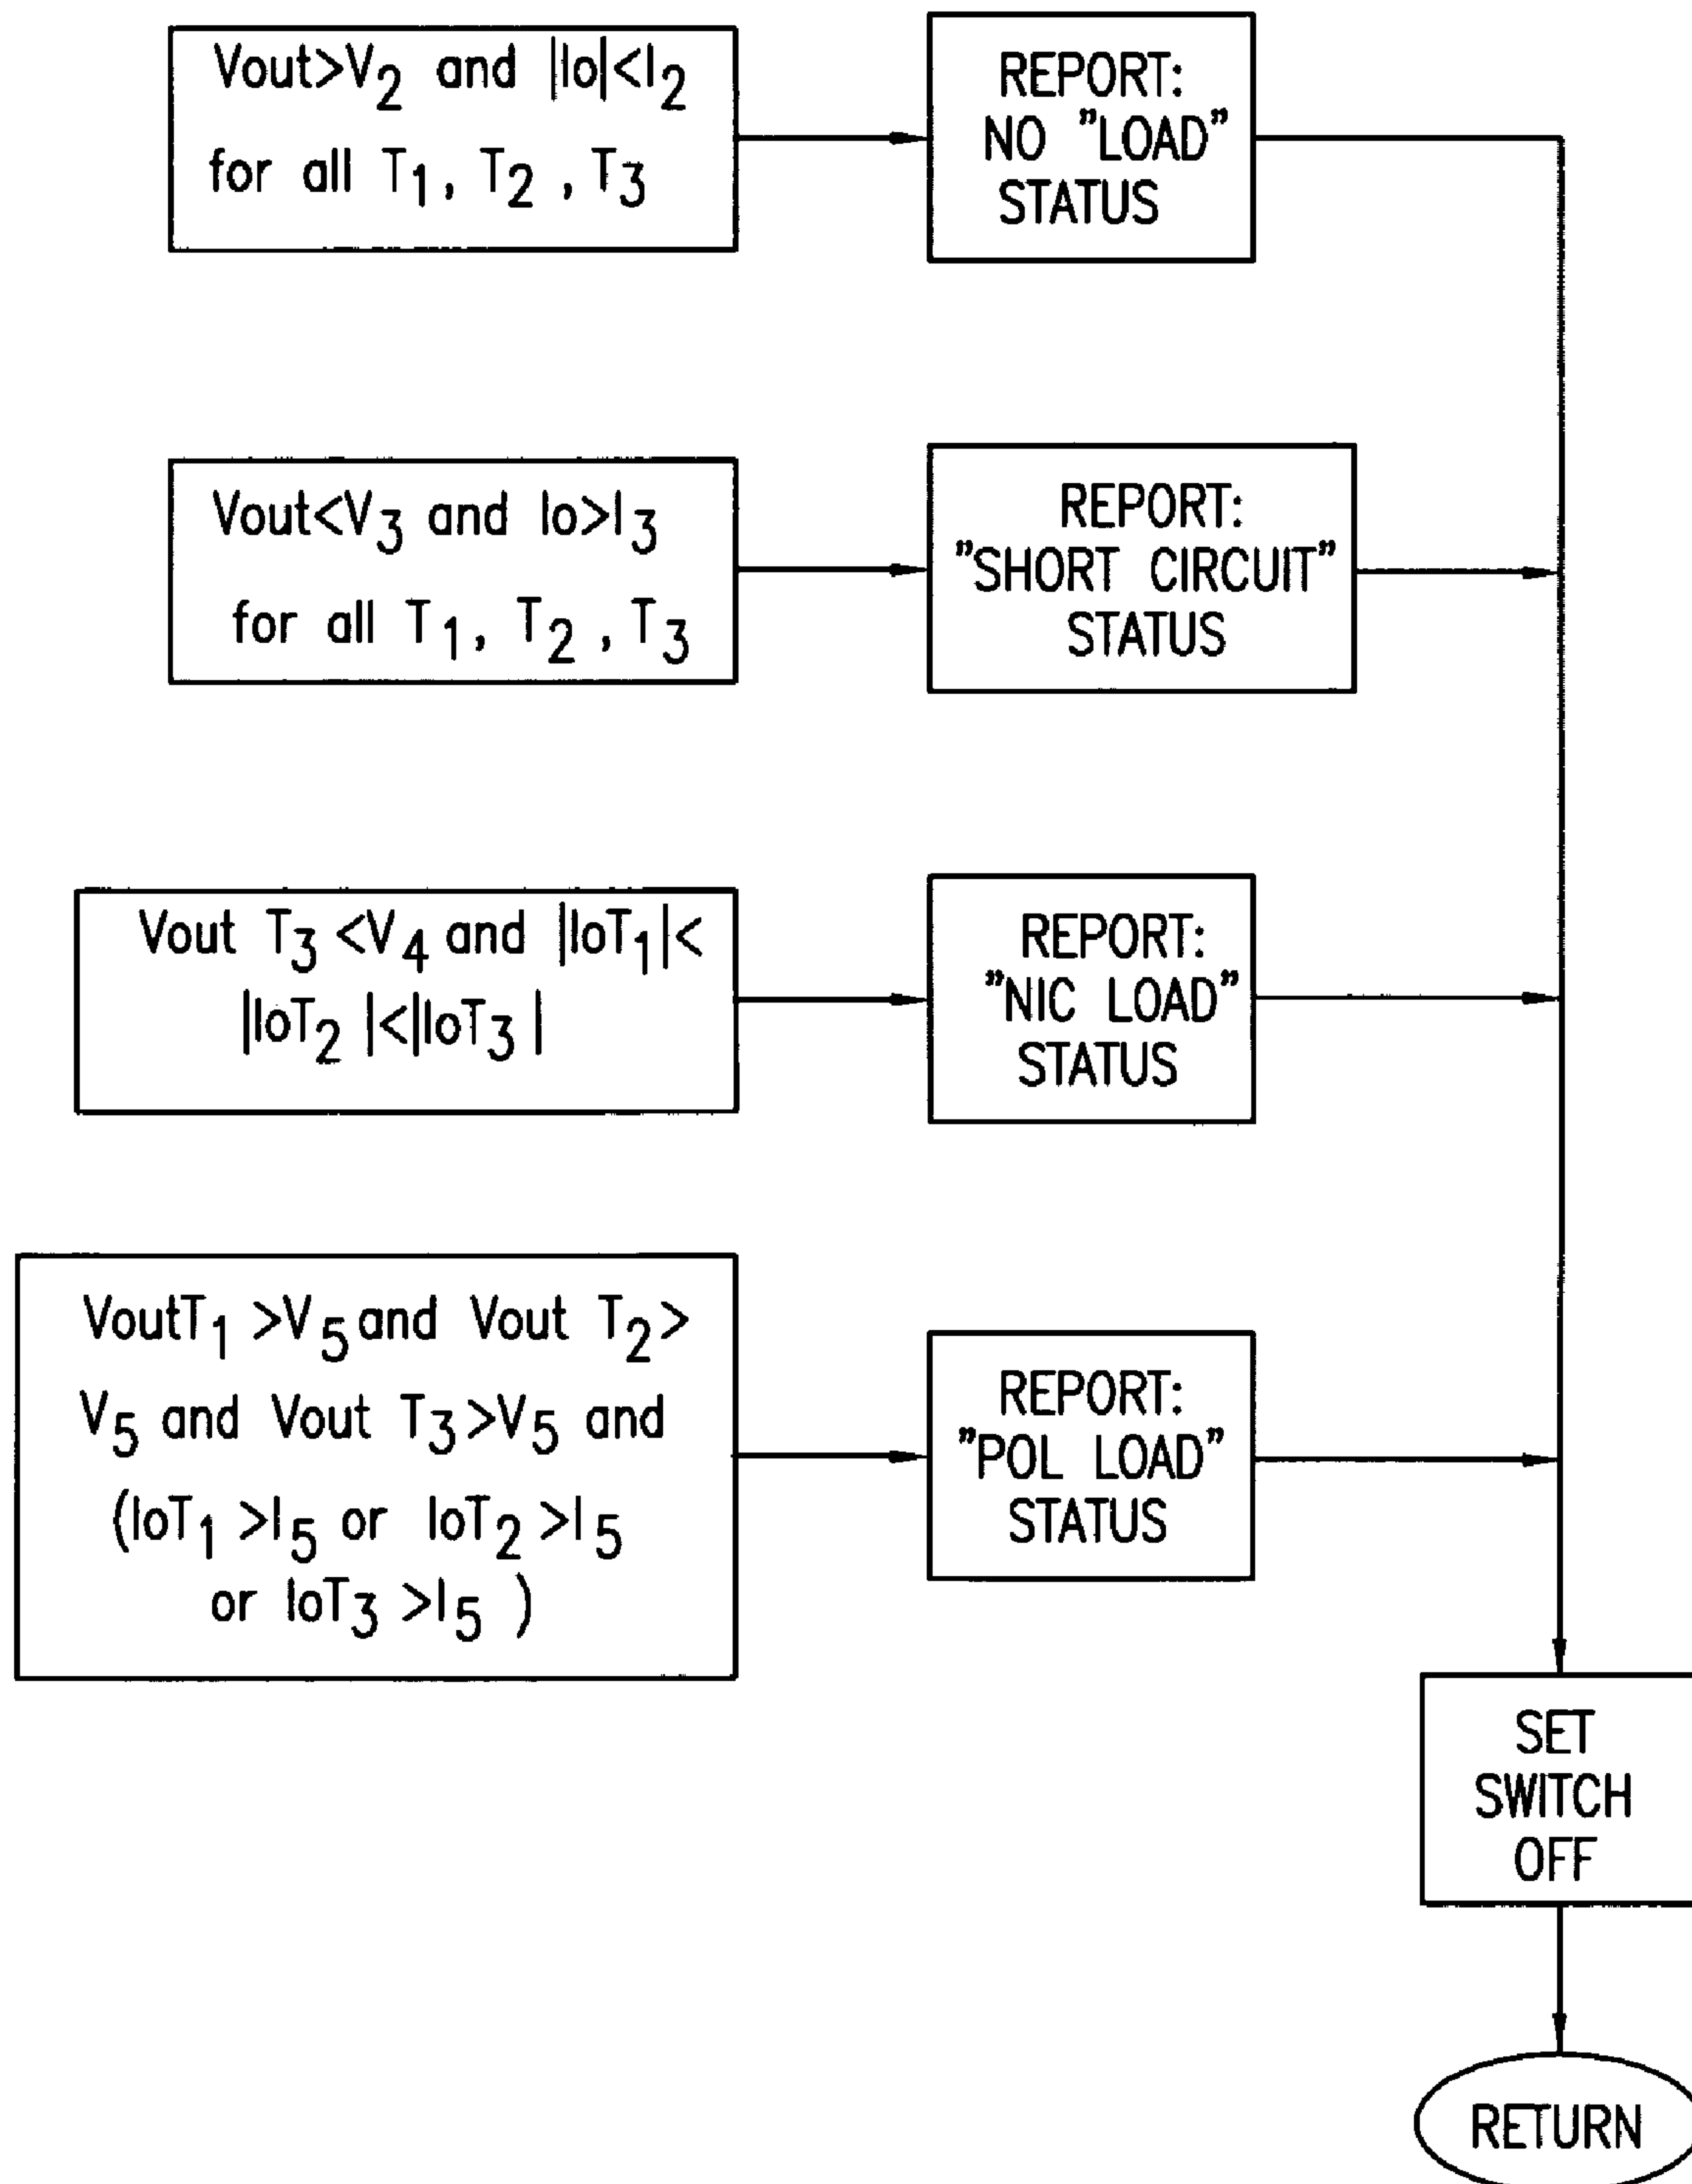 Vout>V₂ and |Io|<I₂
for all T₁, T₂, T₃
REPORT:
NO "LOAD"
STATUS
Vout<V₃ and Io>I₃
for all T₁, T₂, T₃
REPORT:
"SHORT CIRCUIT"
STATUS
Vout T₃ <V₄ and |IoT₁|<
|IoT₂|<|IoT₃|
REPORT:
"NIC LOAD"
STATUS
VoutT₁ >V₅ and Vout T₂>
V₅ and Vout T₃>V₅ and
(IoT₁ >I₅ or IoT₂ >I₅
or IoT₃ >I₅ )
REPORT:
"POL LOAD"
STATUS
SET
SWITCH
OFF
RETURN